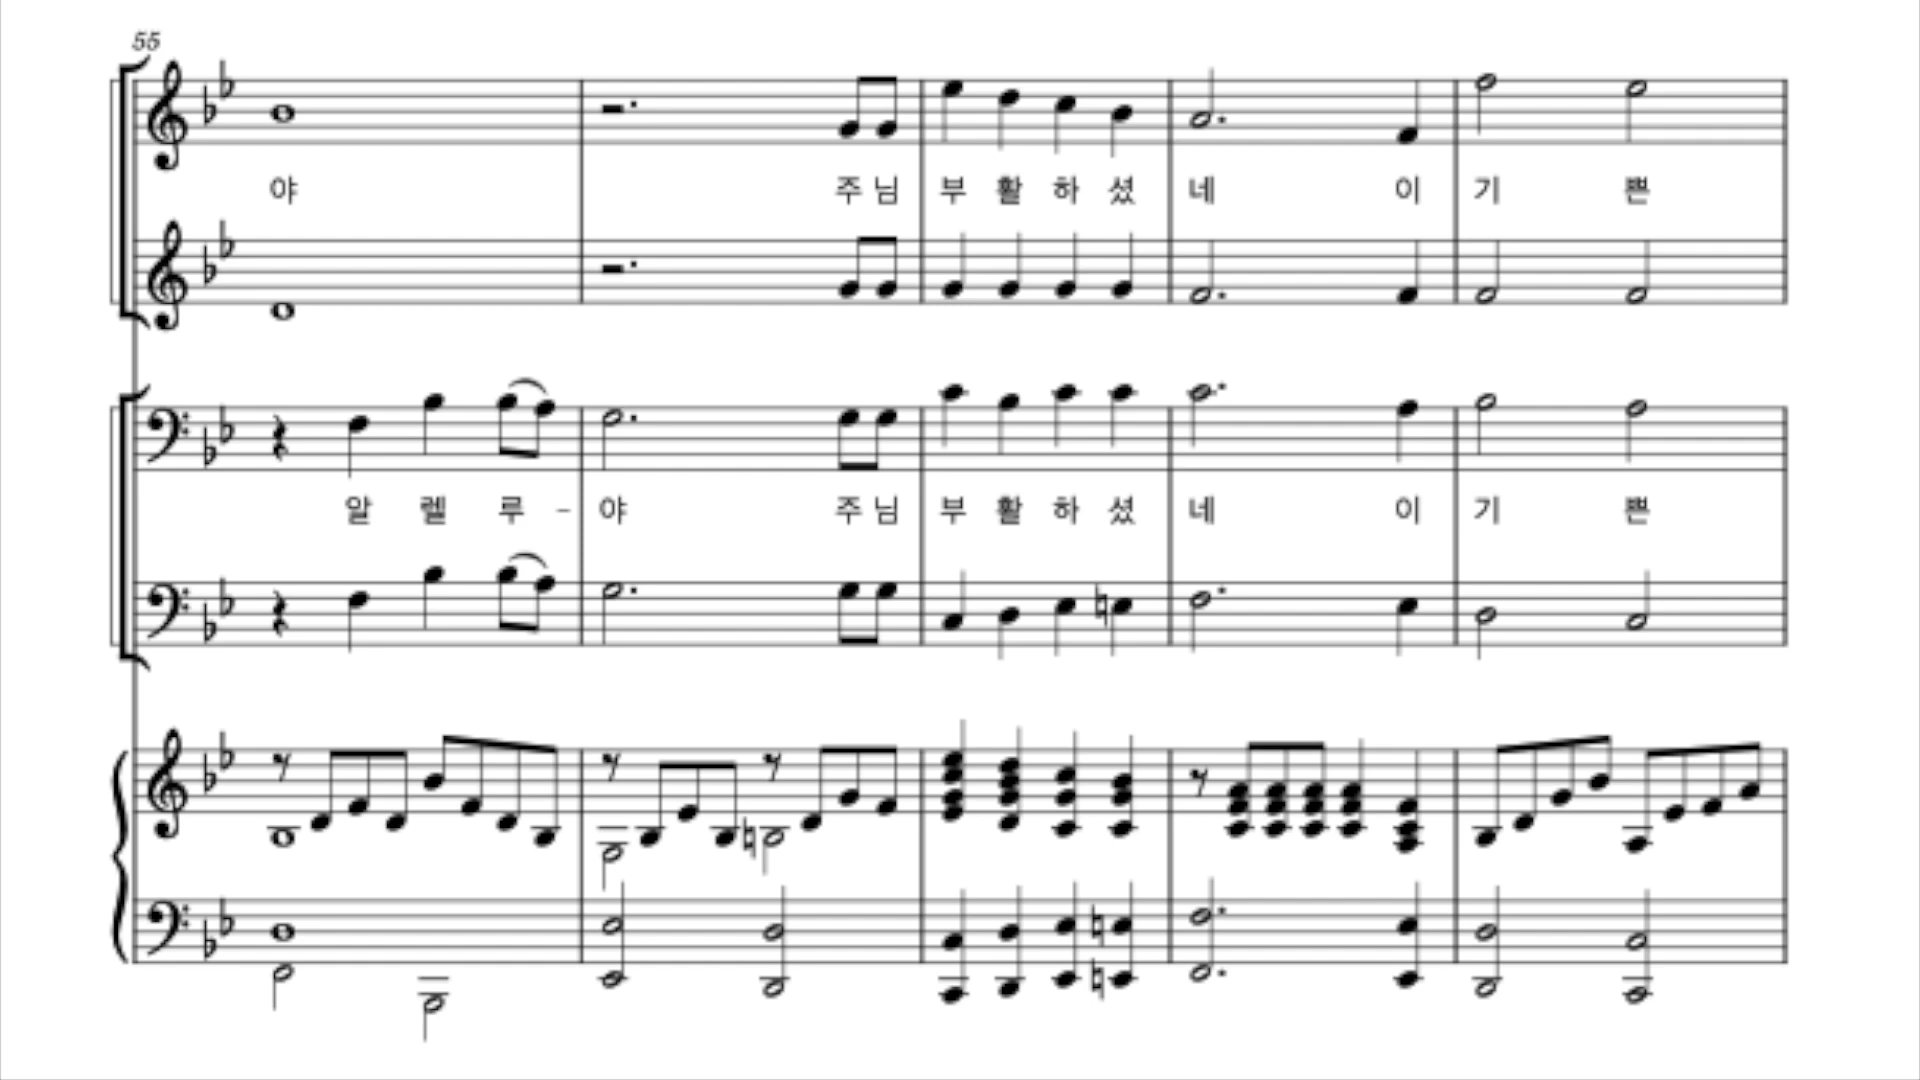 55
야 주 님 부 활 하 셨 네 이 기 쁜
알 렐 루 - 야 주 님 부 활 하 셨 네 이 기 쁜